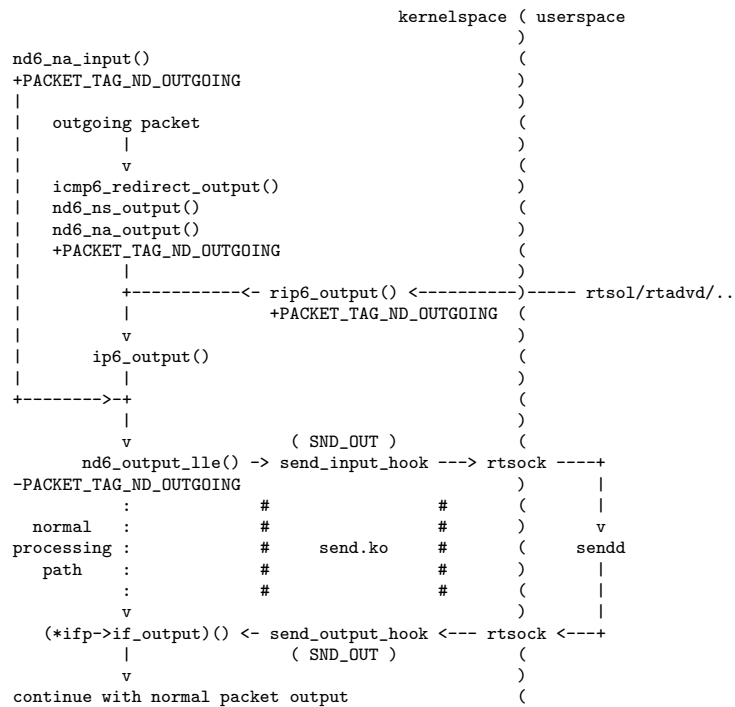 kernelspace ( userspace
)
nd6_na_input() (
+PACKET_TAG_ND_OUTGOING )
| )
| outgoing packet (
| | )
| v (
| icmp6_redirect_output() )
| nd6_ns_output() (
| nd6_na_output() )
| +PACKET_TAG_ND_OUTGOING (
| | )
| +-----------<- rip6_output() <----------)----- rtsol/rtadvd/..
| | +PACKET_TAG_ND_OUTGOING (
| v )
| ip6_output() (
| | )
+-------->-+ (
| )
v ( SND_OUT ) (
nd6_output_lle() -> send_input_hook ---> rtsock ----+
-PACKET_TAG_ND_OUTGOING ) |
: # # ( |
normal : # # ) v
processing : # send.ko # ( sendd
path : # # ) |
: # # ( |
v ) |
(*ifp->if_output)() <- send_output_hook <--- rtsock <---+
| ( SND_OUT ) (
v )
continue with normal packet output (